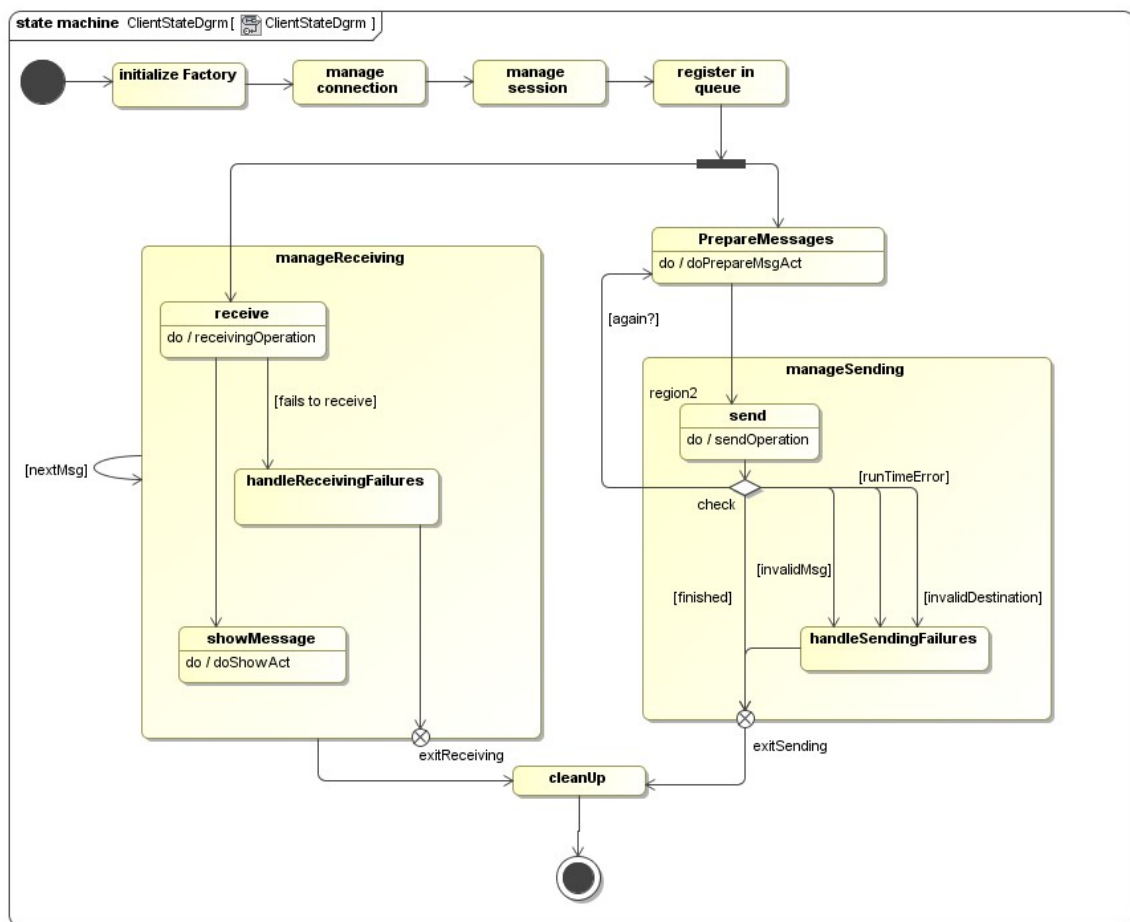 state machine ClientStateDgrm [ ClientStateDgrm ]
initialize Factory
manage
connection
manage
session
register in
queue
PrepareMessages
do / doPrepareMsgAct
manageReceiving
receive
do / receivingOperation
[again?]
[fails to receive]
manageSending
region2
send
do / sendOperation
[nextMsg]
handleReceivingFailures
[runTimeError]
check
[invalidMsg]
[finished]
[invalidDestination]
showMessage
do / doShowAct
handleSendingFailures
exitReceiving
exitSending
cleanUp